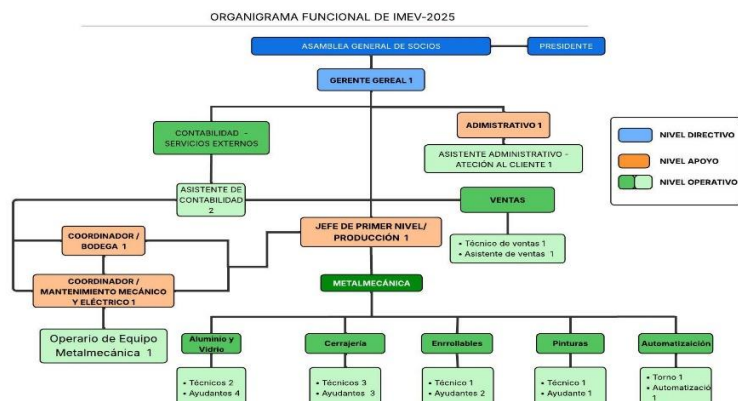 ORGANIGRAMA FUNCIONAL DE IMEV-2025
ASAMBLEA GENERAL DE SOCIOS
PRESIDENTE
GERENTE GEREAL 1
CONTABILIDAD -
SERVICIOS EXTERNOS
ADIMISTRATIVO 1
ASISTENTE ADMINISTRATIVO -
ATECIÓN AL CLIENTE 1
NIVEL DIRECTIVO
NIVEL APOYO
NIVEL OPERATIVO
ASISTENTE DE
CONTABILIDAD
2
VENTAS
• Técnico de ventas 1
• Asistente de ventas 1
JEFE DE PRIMER NIVEL/
PRODUCCIÓN 1
COORDINADOR /
BODEGA 1
COORDINADOR /
MANTENIMIENTO MECÁNICO
Y ELÉCTRICO 1
Operario de Equipo
Metalmecánica 1
METALMECÁNICA
Aluminio y
Vidrio
• Técnicos 2
• Ayudantes 4
Cerrajería
• Técnicos 3
• Ayudantes 3
Enrrollables
• Técnico 1
• Ayudantes 2
Pinturas
• Técnico 1
• Ayudante 1
Automatizaición
• Torno 1
• Automatizació
1